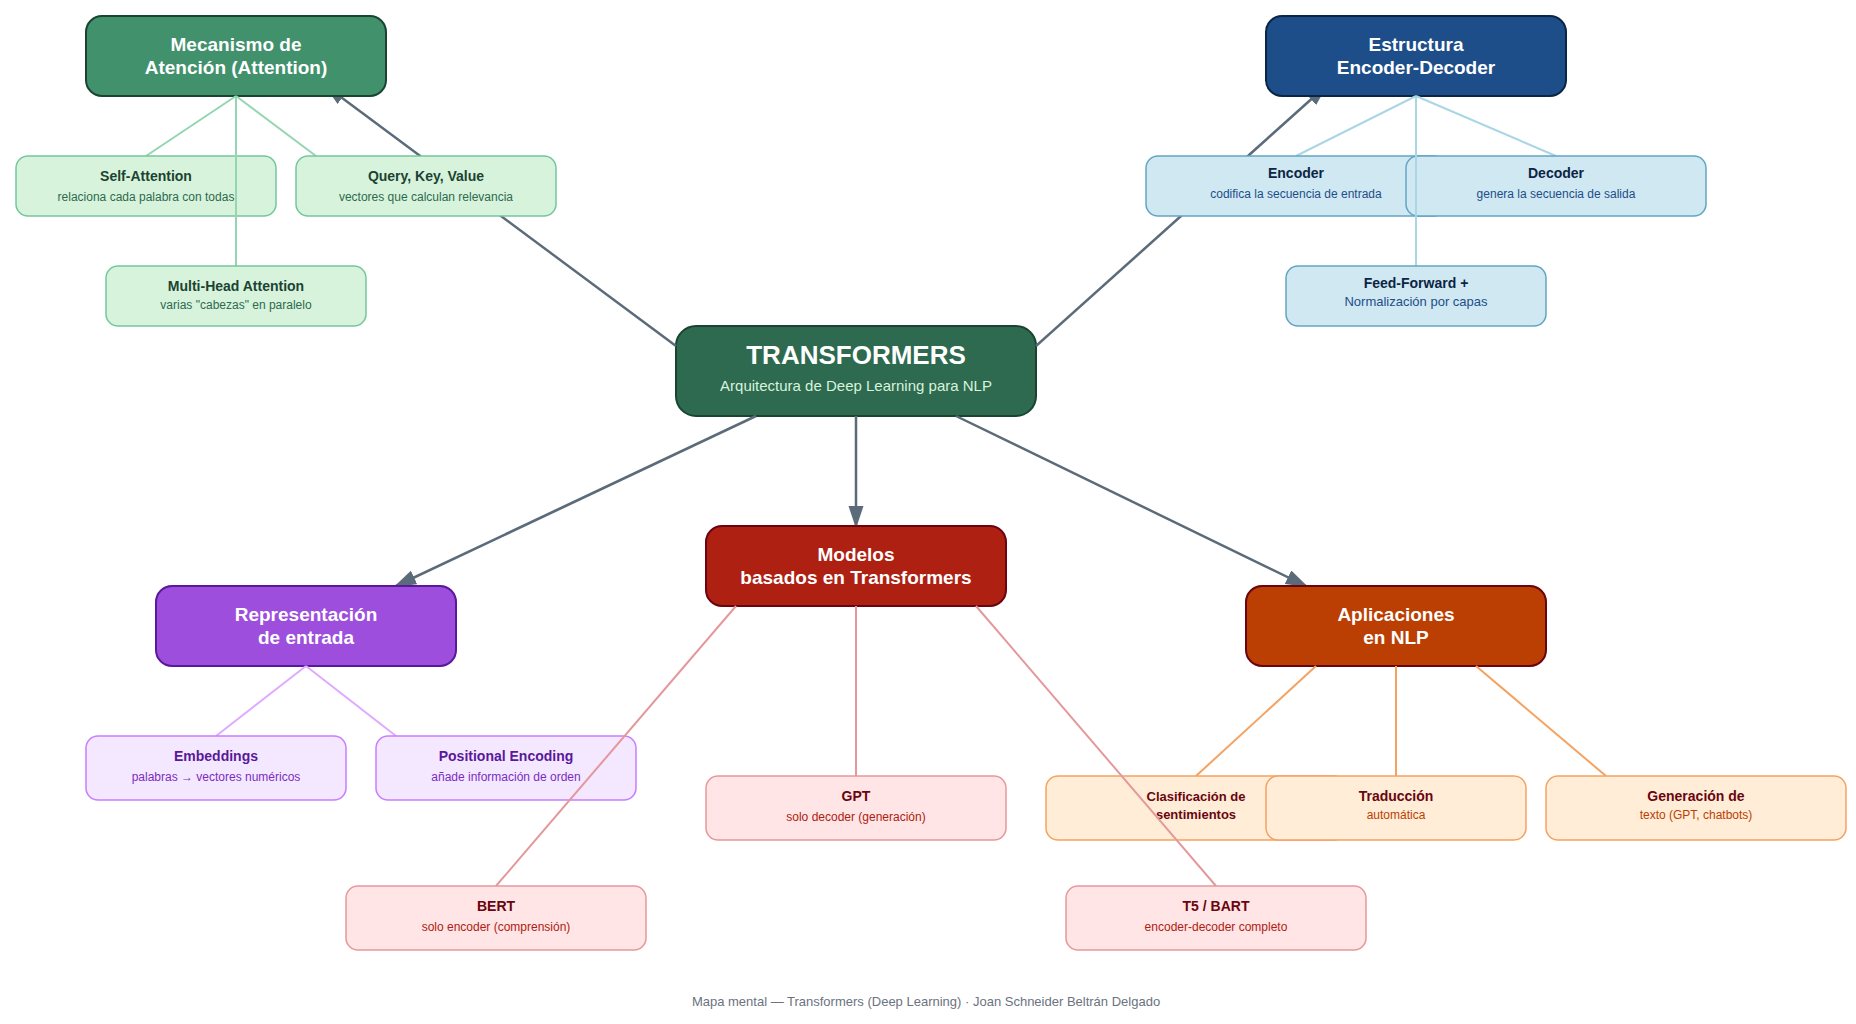 Mecanismo de
Atención (Attention)
Estructura
Encoder-Decoder
Self-Attention
relaciona cada palabra con todas
Query, Key, Value
vectores que calculan relevancia
Encoder
codifica la secuencia de entrada
Decoder
genera la secuencia de salida
Multi-Head Attention
varias "cabezas" en paralelo
Feed-Forward +
Normalización por capas
TRANSFORMERS
Arquitectura de Deep Learning para NLP
Modelos
basados en Transformers
Representación
de entrada
Aplicaciones
en NLP
Embeddings
palabras → vectores numéricos
Positional Encoding
añade información de orden
GPT
solo decoder (generación)
Clasificación de
sentimientos
Traducción
automática
Generación de
texto (GPT, chatbots)
BERT
solo encoder (comprensión)
T5 / BART
encoder-decoder completo
Mapa mental — Transformers (Deep Learning) · Joan Schneider Beltrán Delgado